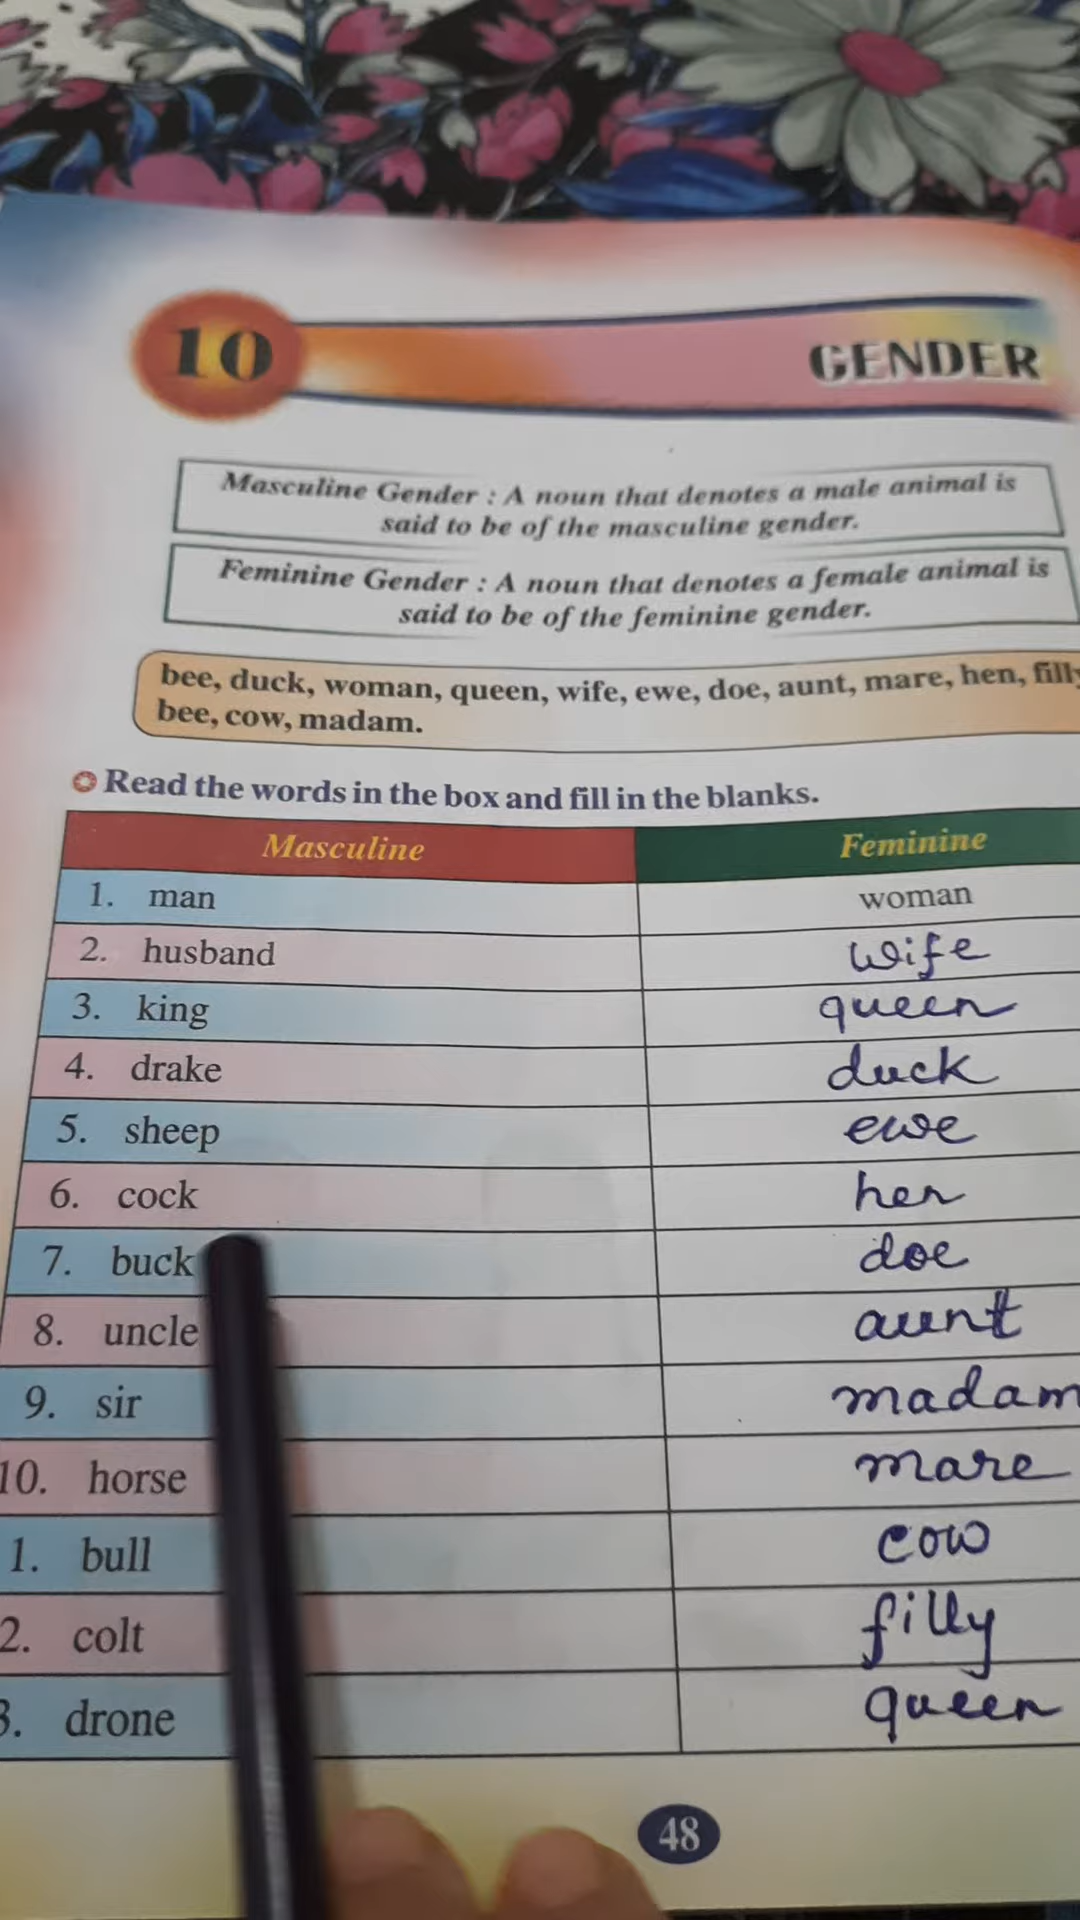 10
GENDER
Masculine Gender : A noun that denotes a male animal is
said to be of the masculine gender.
Feminine Gender : A noun that denotes a female animal is
said to be of the feminine gender.
bee, duck, woman, queen, wife, ewe, doe, aunt, mare, hen, filly
bee, cow, madam.
Read the words in the box and fill in the blanks.
Masculine Feminine
1. man woman
2. husband wife
3. king queen
4. drake duck
5. sheep ewe
6. cock hen
7. buck doe
8. uncle aunt
9. sir madam
10. horse mare
1. bull cow
2. colt filly
3. drone queen
48